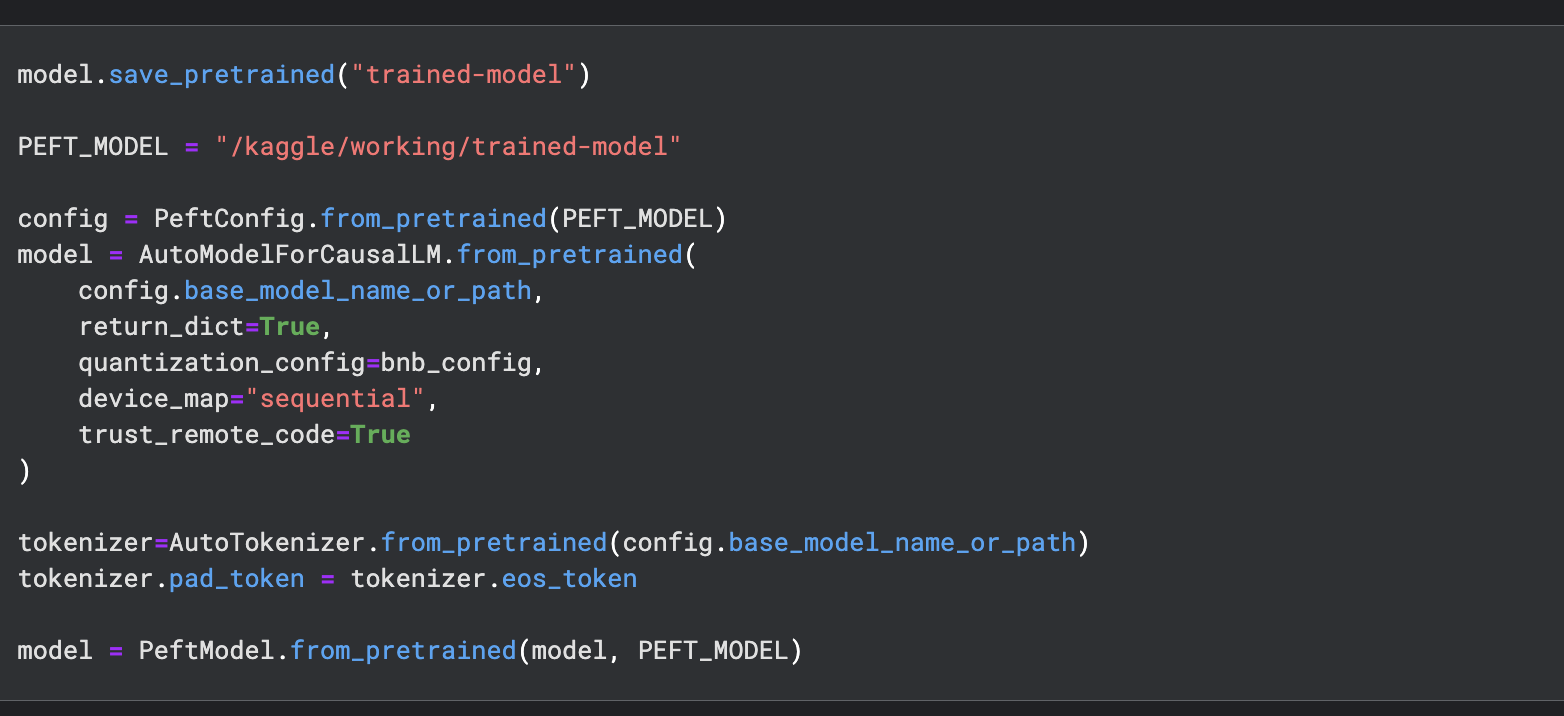 model.save_pretrained("trained-model")
PEFT_MODEL = "/kaggle/working/trained-model"
config = PeftConfig.from_pretrained(PEFT_MODEL)
model = AutoModelForCausalLM.from_pretrained(
    config.base_model_name_or_path,
    return_dict=True,
    quantization_config=bnb_config,
    device_map="sequential",
    trust_remote_code=True
)
tokenizer=AutoTokenizer.from_pretrained(config.base_model_name_or_path)
tokenizer.pad_token = tokenizer.eos_token
model = PeftModel.from_pretrained(model, PEFT_MODEL)